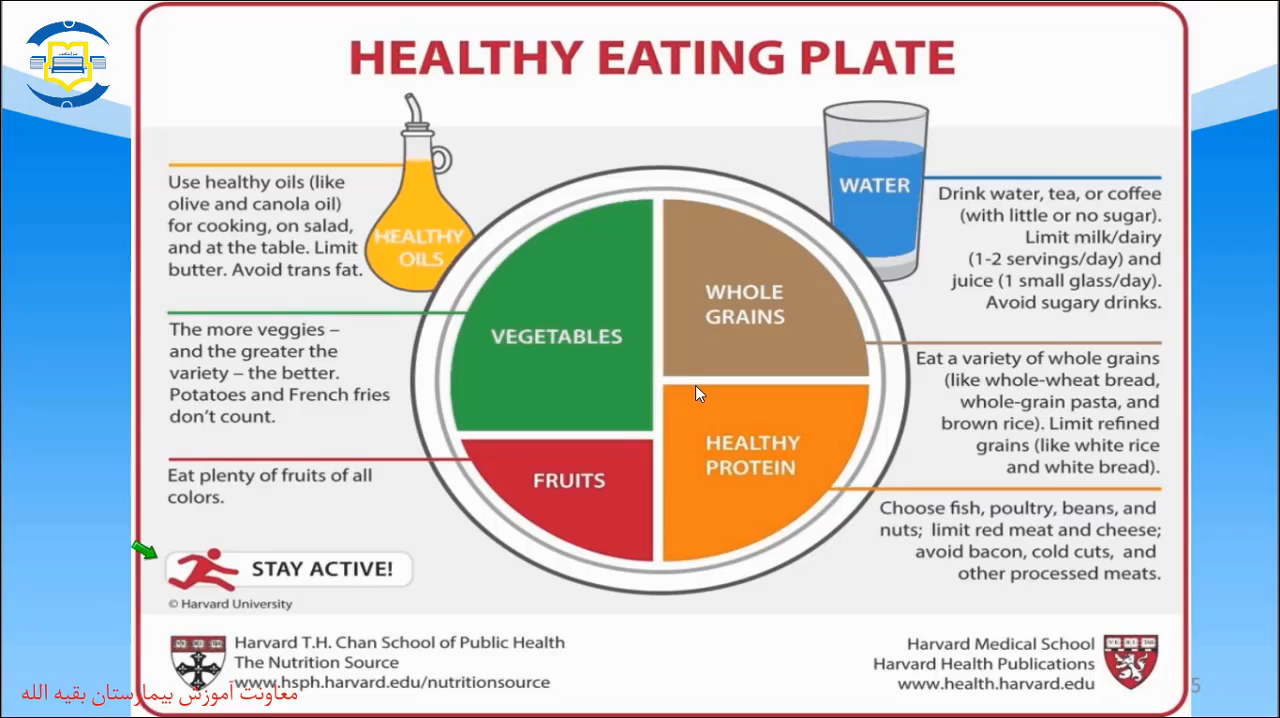 HEALTHY EATING PLATE
Use healthy oils (like
olive and canola oil)
for cooking, on salad,
and at the table. Limit
butter. Avoid trans fat.
HEALTHY
OILS
The more veggies –
and the greater the
variety – the better.
Potatoes and French fries
don't count.
Eat plenty of fruits of all
colors.
VEGETABLES
FRUITS
WHOLE
GRAINS
HEALTHY
PROTEIN
WATER
Drink water, tea, or coffee
(with little or no sugar).
Limit milk/dairy
(1-2 servings/day) and
juice (1 small glass/day).
Avoid sugary drinks.
Eat a variety of whole grains
(like whole-wheat bread,
whole-grain pasta, and
brown rice). Limit refined
grains (like white rice
and white bread).
Choose fish, poultry, beans, and
nuts; limit red meat and cheese;
avoid bacon, cold cuts, and
other processed meats.
STAY ACTIVE!
© Harvard University
Harvard T.H. Chan School of Public Health
The Nutrition Source
www.hsph.harvard.edu/nutritionsource
Harvard Medical School
Harvard Health Publications
www.health.harvard.edu
معاونت آموزش بیمارستان بقیه الله
5